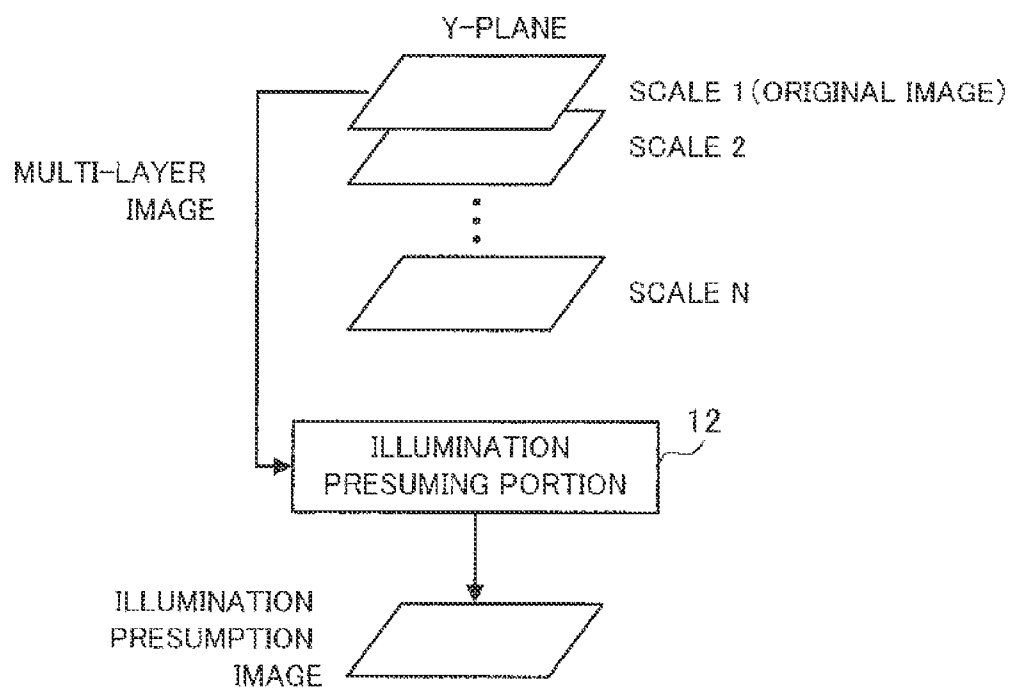 Y-PLANE
SCALE 1(ORIGINAL IMAGE)
SCALE 2
MULTI-LAYER
IMAGE
SCALE N
12
ILLUMINATION
PRESUMING PORTION
ILLUMINATION
PRESUMPTION
IMAGE